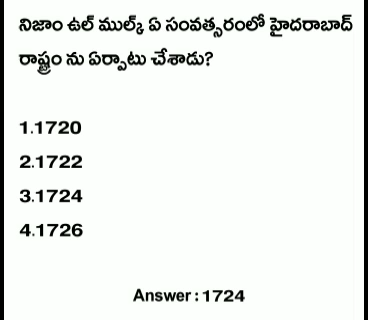 నిజాం ఉల్ ముల్క్ ఏ సంవత్సరంలో హైదరాబాద్
రాష్ట్రం ను ఏర్పాటు చేశాడు?
1.1720
2.1722
3.1724
4.1726
Answer : 1724